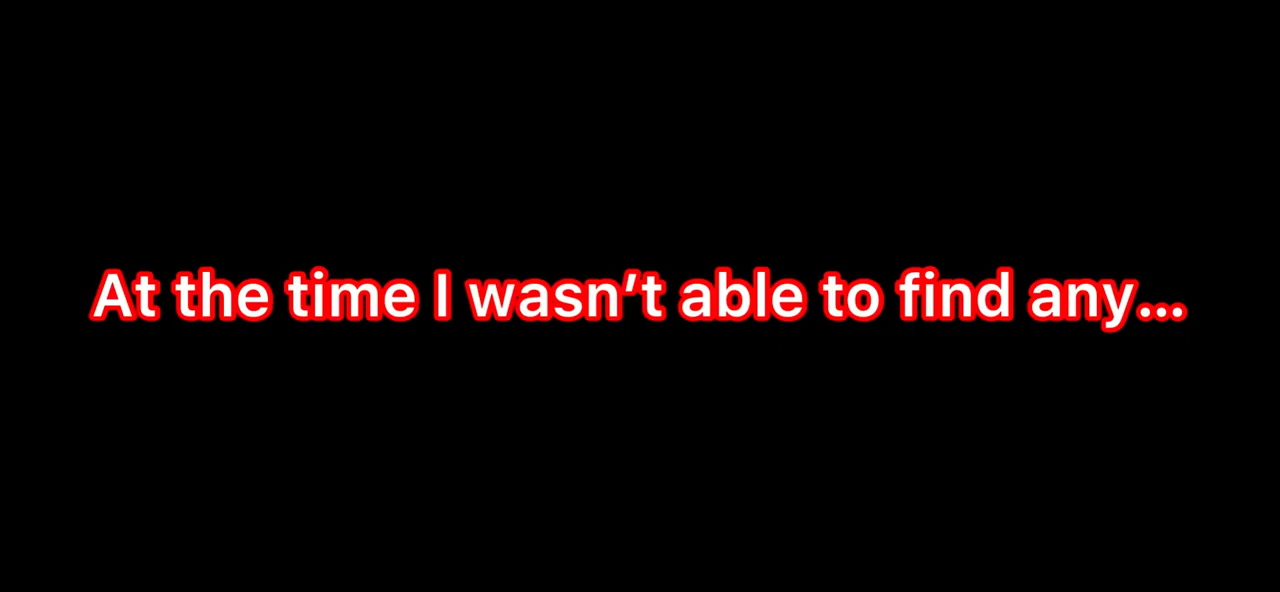 At the time I wasn’t able to find any...